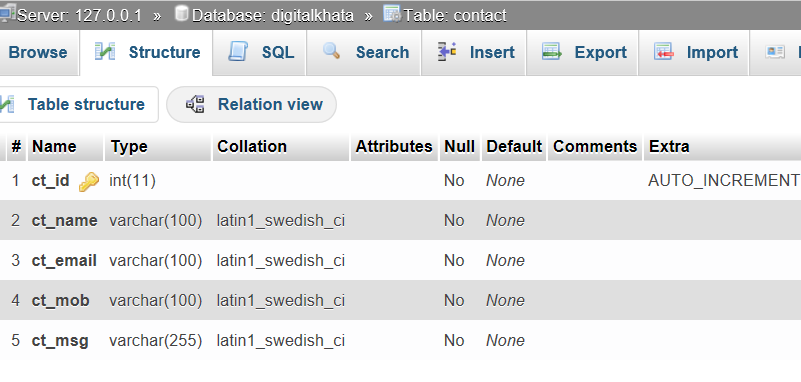 Server: 127.0.0.1 » Database: digitalkhata » Table: contact
Browse Structure SQL Search Insert Export Import
Table structure Relation view
# Name Type Collation Attributes Null Default Comments Extra
1 ct_id int(11) No None AUTO_INCREMENT
2 ct_name varchar(100) latin1_swedish_ci No None
3 ct_email varchar(100) latin1_swedish_ci No None
4 ct_mob varchar(100) latin1_swedish_ci No None
5 ct_msg varchar(255) latin1_swedish_ci No None